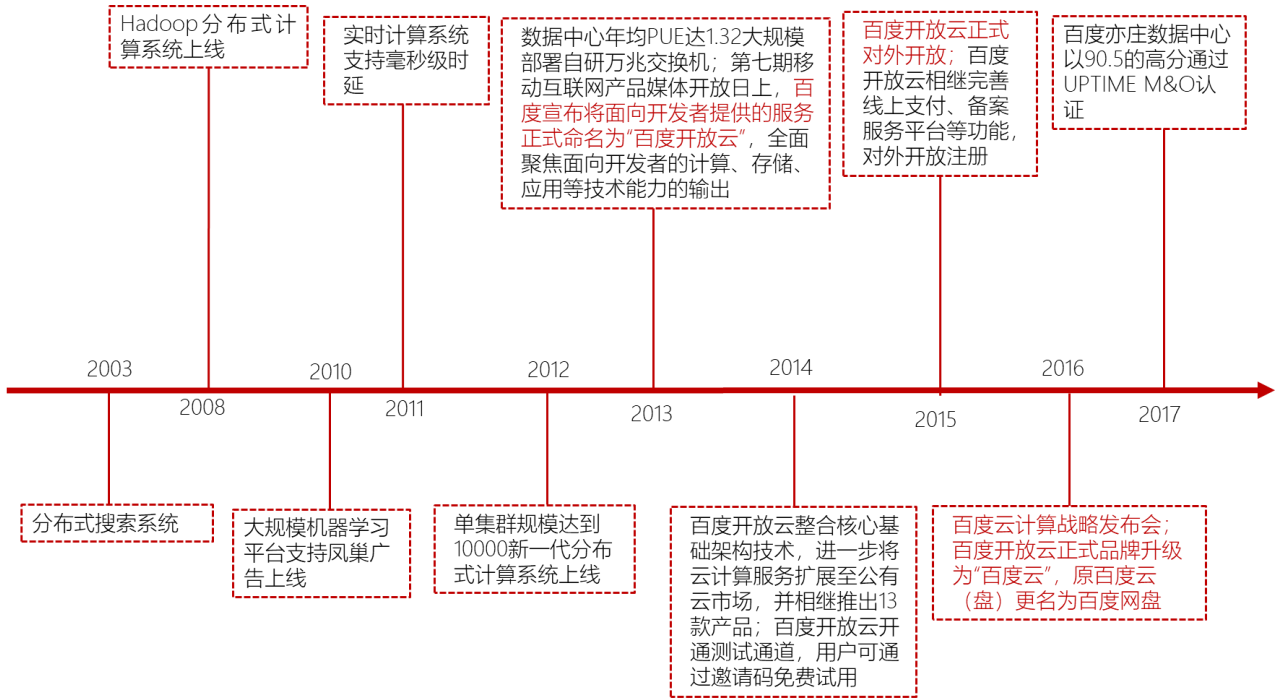 Hadoop分布式计
算系统上线
实时计算系统
支持毫秒级时
延
数据中心年均PUE达1.32大规模
部署自研万兆交换机；第七期移
动互联网产品媒体开放日上，百
度宣布将面向开发者提供的服务
正式命名为“百度开放云”，全面
聚焦面向开发者的计算、存储、
应用等技术能力的输出
百度开放云正式
对外开放；百度
开放云相继完善
线上支付、备案
服务平台等功能，
对外开放注册
百度亦庄数据中心
以90.5的高分通过
UPTIME M&O认
证
2003
2008
2010
2011
2012
2013
2014
2015
2016
2017
分布式搜索系统
大规模机器学习
平台支持凤巢广
告上线
单集群规模达到
10000新一代分布
式计算系统上线
百度开放云整合核心基
础架构技术，进一步将
云计算服务扩展至公有
云市场，并相继推出13
款产品；百度开放云开
通测试通道，用户可通
过邀请码免费试用
百度云计算战略发布会；
百度开放云正式品牌升级
为“百度云”，原百度云
（盘）更名为百度网盘